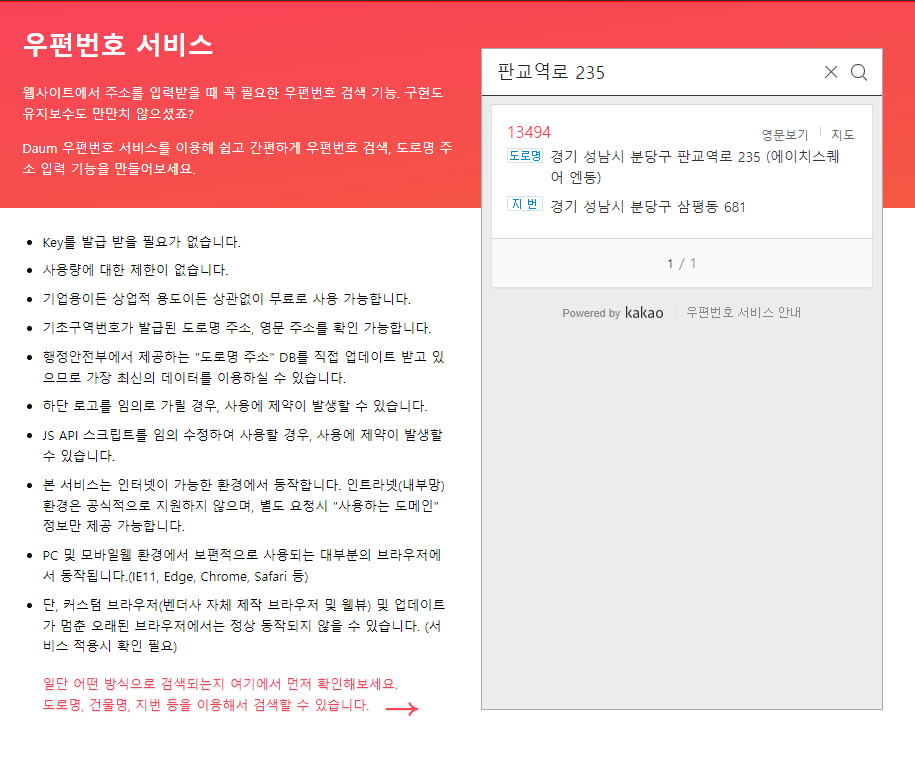 우편번호 서비스
웹사이트에서 주소를 입력받을 때 꼭 필요한 우편번호 검색 기능. 구현도
유지보수도 만만치 않으셨죠?
Daum 우편번호 서비스를 이용해 쉽고 간편하게 우편번호 검색, 도로명 주
소 입력 기능을 만들어보세요.
Key를 발급 받을 필요가 없습니다.
사용량에 대한 제한이 없습니다.
기업용이든 상업적 용도이든 상관없이 무료로 사용 가능합니다.
기초구역번호가 발급된 도로명 주소, 영문 주소를 확인 가능합니다.
행정안전부에서 제공하는 "도로명 주소" DB를 직접 업데이트 받고 있
으므로 가장 최신의 데이터를 이용하실 수 있습니다.
하단 로고를 임의로 가릴 경우, 사용에 제약이 발생할 수 있습니다.
JS API 스크립트를 임의 수정하여 사용할 경우, 사용에 제약이 발생할
수 있습니다.
본 서비스는 인터넷이 가능한 환경에서 동작합니다. 인트라넷(내부망)
환경은 공식적으로 지원하지 않으며, 별도 요청시 "사용하는 도메인"
정보만 제공 가능합니다.
PC 및 모바일웹 환경에서 보편적으로 사용되는 대부분의 브라우저에
서 동작됩니다.(IE11, Edge, Chrome, Safari 등)
단, 커스텀 브라우저(벤더사 자체 제작 브라우저 및 웹뷰) 및 업데이트
가 멈춘 오래된 브라우저에서는 정상 동작되지 않을 수 있습니다. (서
비스 적용시 확인 필요)
일단 어떤 방식으로 검색되는지 여기에서 먼저 확인해보세요.
도로명, 건물명, 지번 등을 이용해서 검색할 수 있습니다.
판교역로 235
13494 영문보기 지도
도로명 경기 성남시 분당구 판교역로 235 (에이치스퀘
어 엔동)
지번 경기 성남시 분당구 삼평동 681
1 / 1
Powered by kakao 우편번호 서비스 안내